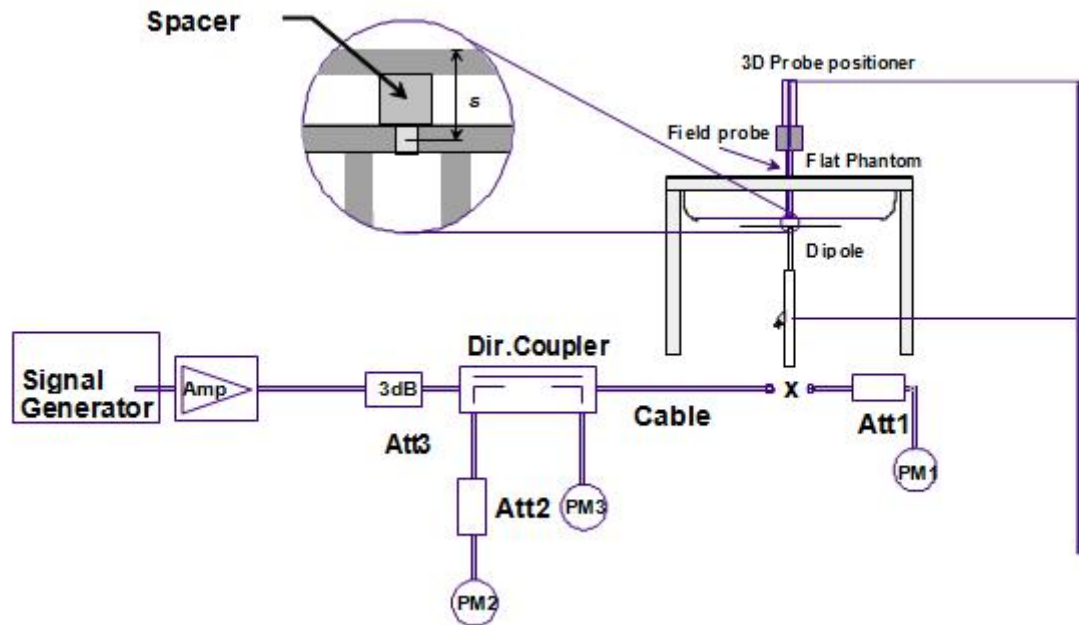 Spacer
s
3D Probe positioner
Field probe
Flat Phantom
Dipole
Signal
Generator
Amp
3dB
Att3
Dir.Coupler
Cable
X
Att1
PM1
Att2
PM3
PM2